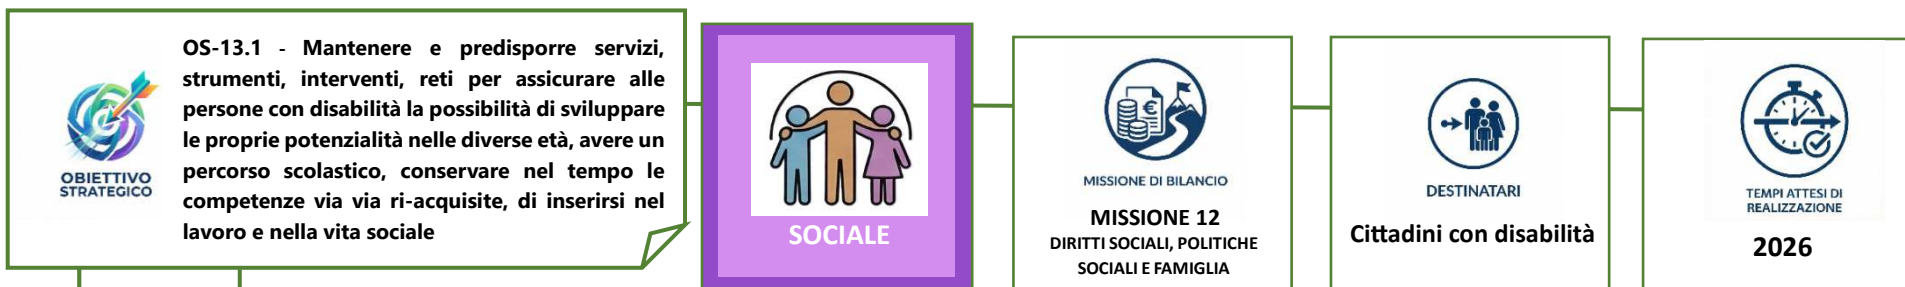 OBIETTIVO
STRATEGICO
OS-13.1 - Mantenere e predisporre servizi,
strumenti, interventi, reti per assicurare alle
persone con disabilità la possibilità di sviluppare
le proprie potenzialità nelle diverse età, avere un
percorso scolastico, conservare nel tempo le
competenze via via ri-acquisite, di inserirsi nel
lavoro e nella vita sociale
SOCIALE
MISSIONE DI BILANCIO
MISSIONE 12
DIRITTI SOCIALI, POLITICHE
SOCIALI E FAMIGLIA
DESTINATARI
Cittadini con disabilità
TEMPI ATTESI DI
REALIZZAZIONE
2026